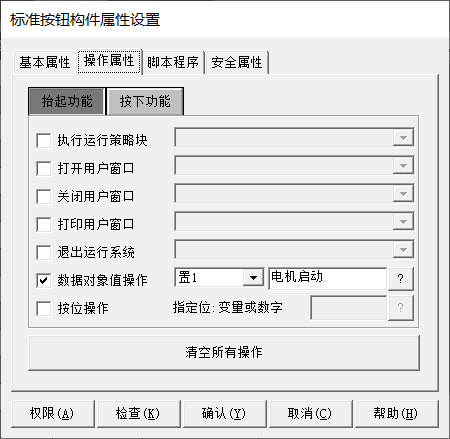 标准按钮构件属性设置
基本属性 操作属性 脚本程序 安全属性
抬起功能 按下功能
执行运行策略块
打开用户窗口
关闭用户窗口
打印用户窗口
退出运行系统
数据对象值操作 置1 电机启动 ?
按位操作 指定位:变量或数字 ?
清空所有操作
权限(A) 检查(K) 确认(Y) 取消(C) 帮助(H)